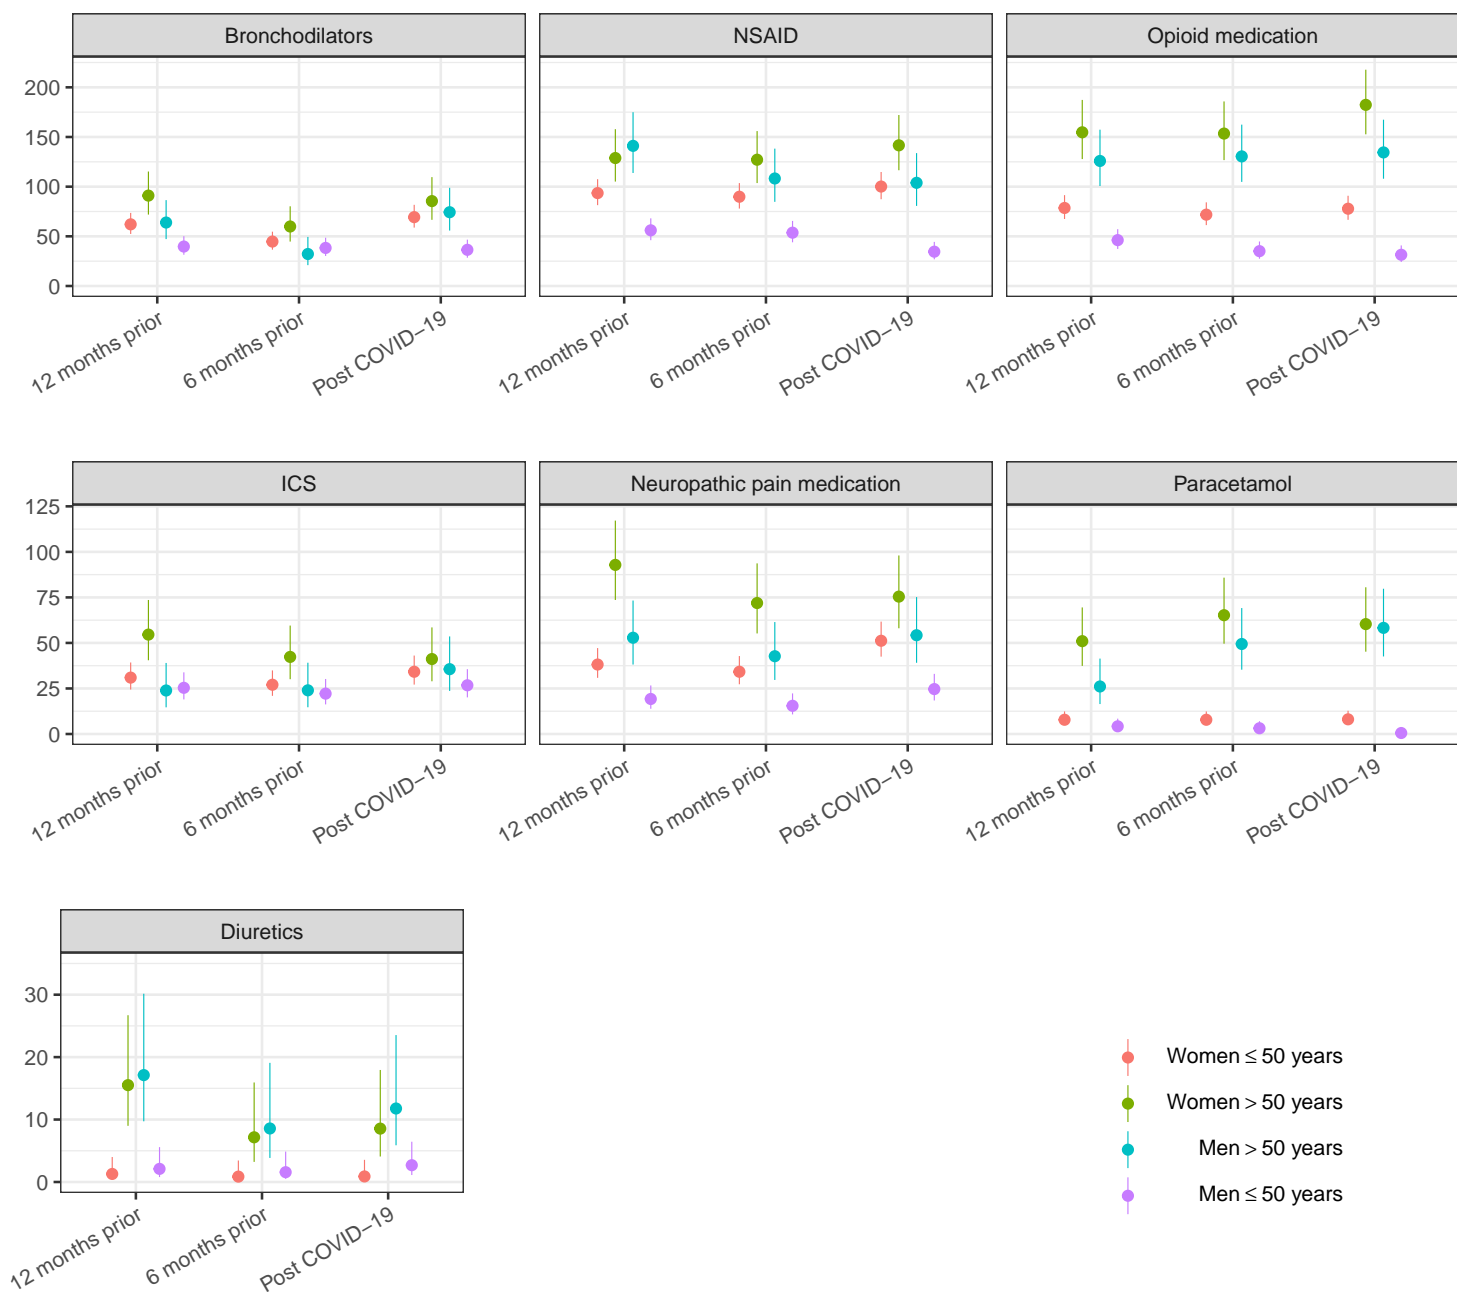 Bronchodilators NSAID Opioid medication
200
150
100
50
0
12 months prior 6 months prior Post COVID−19 12 months prior 6 months prior Post COVID−19 12 months prior 6 months prior Post COVID−19
ICS Neuropathic pain medication Paracetamol
125
100
75
50
25
0
12 months prior 6 months prior Post COVID−19 12 months prior 6 months prior Post COVID−19 12 months prior 6 months prior Post COVID−19
Diuretics
30
20
10
0
12 months prior 6 months prior Post COVID−19
Women ≤ 50 years
Women > 50 years
Men > 50 years
Men ≤ 50 years